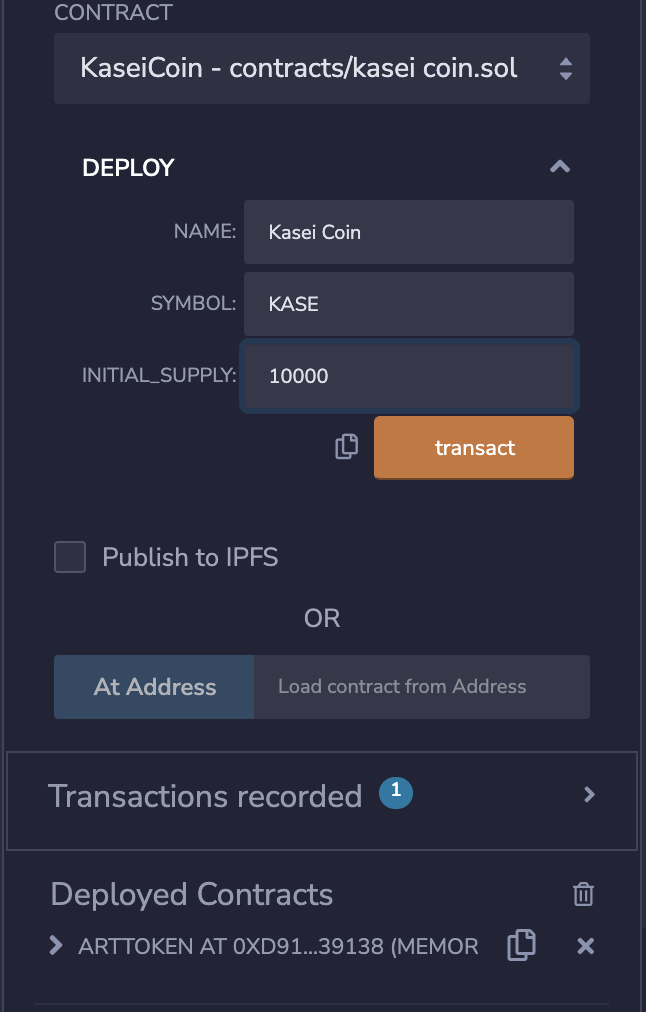 CONTRACT
KaseiCoin - contracts/kasei coin.sol
DEPLOY
NAME: Kasei Coin
SYMBOL: KASE
INITIAL_SUPPLY: 10000
transact
Publish to IPFS
OR
At Address Load contract from Address
Transactions recorded 1
Deployed Contracts
ARTTOKEN AT 0XD91...39138 (MEMOR